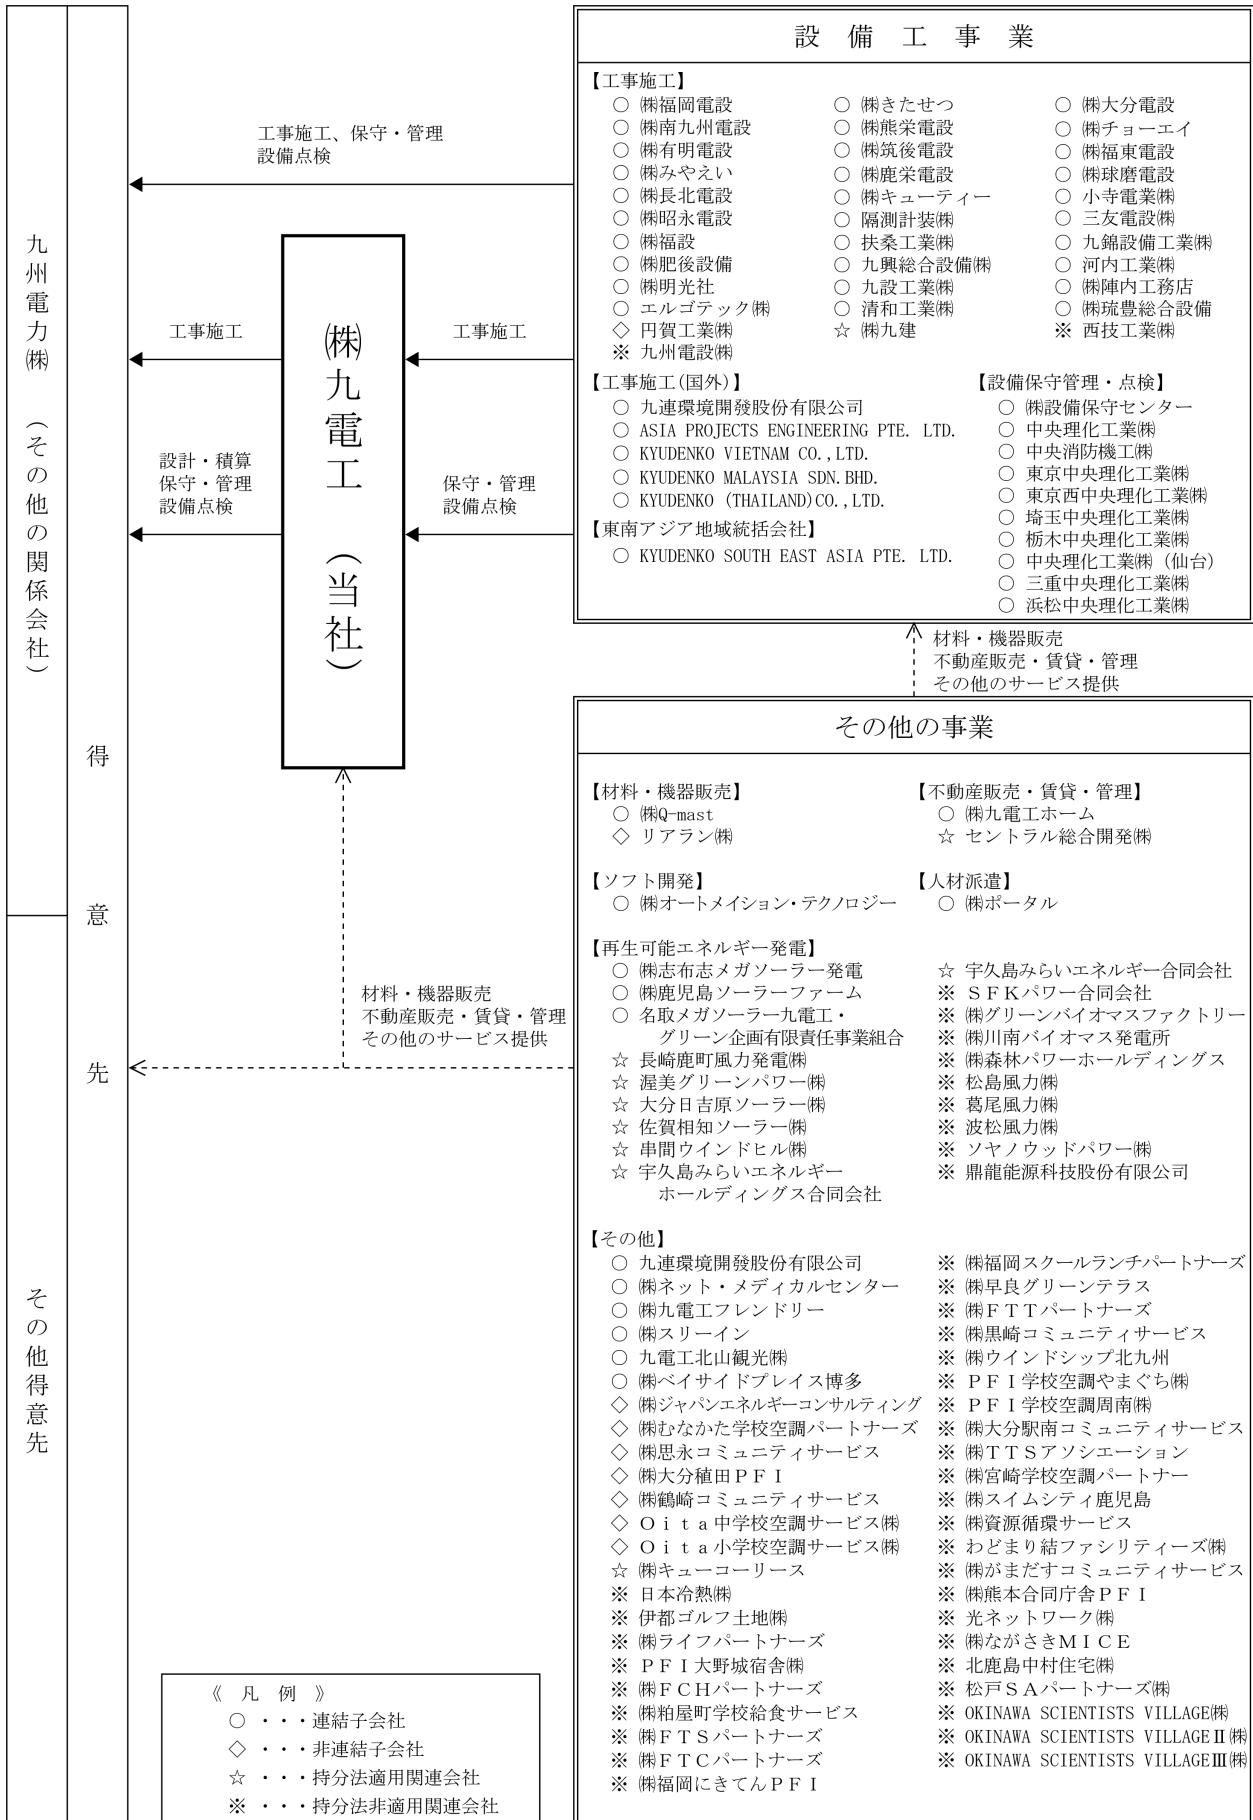 九州電力㈱　（その他の関係会社）
その他得意先
得意先
工事施工、保守・管理
設備点検
工事施工
設計・積算
保守・管理
設備点検
㈱九電工　（当社）
工事施工
保守・管理
設備点検
設備工事業
【工事施工】
○ ㈱福岡電設　○ ㈱きたせつ　○ ㈱大分電設
○ ㈱南九州電設　○ ㈱熊栄電設　○ ㈱チョーエイ
○ ㈱有明電設　○ ㈱筑後電設　○ ㈱福東電設
○ ㈱みやえい　○ ㈱鹿栄電設　○ ㈱球磨電設
○ ㈱長北電設　○ ㈱キューティー　○ 小寺電業㈱
○ ㈱昭永電設　○ 隔測計装㈱　○ 三友電設㈱
○ ㈱福設　○ 扶桑工業㈱　○ 九錦設備工業㈱
○ ㈱肥後設備　○ 九興総合設備㈱　○ 河内工業㈱
○ ㈱明光社　○ 九設工業㈱　○ ㈱陣内工務店
○ エルゴテック㈱　○ 清和工業㈱　○ ㈱琉豊総合設備
◇ 円賀工業㈱　☆ ㈱九建　※ 西技工業㈱
※ 九州電設㈱
【工事施工(国外)】
○ 九連環境開發股份有限公司
○ ASIA PROJECTS ENGINEERING PTE. LTD.
○ KYUDENKO VIETNAM CO.,LTD.
○ KYUDENKO MALAYSIA SDN.BHD.
○ KYUDENKO (THAILAND)CO.,LTD.
【東南アジア地域統括会社】
○ KYUDENKO SOUTH EAST ASIA PTE. LTD.
【設備保守管理・点検】
○ ㈱設備保守センター
○ 中央理化工業㈱
○ 中央消防機工㈱
○ 東京中央理化工業㈱
○ 東京西中央理化工業㈱
○ 埼玉中央理化工業㈱
○ 栃木中央理化工業㈱
○ 中央理化工業㈱（仙台）
○ 三重中央理化工業㈱
○ 浜松中央理化工業㈱
材料・機器販売
不動産販売・賃貸・管理
その他のサービス提供
その他の事業
【材料・機器販売】
○ ㈱Q-mast
◇ リアラン㈱
【不動産販売・賃貸・管理】
○ ㈱九電工ホーム
☆ セントラル総合開発㈱
【ソフト開発】
○ ㈱オートメイション・テクノロジー
【人材派遣】
○ ㈱ポータル
【再生可能エネルギー発電】
○ ㈱志布志メガソーラー発電
○ ㈱鹿児島ソーラーファーム
○ 名取メガソーラー九電工・
グリーン企画有限責任事業組合
☆ 長崎鹿町風力発電㈱
☆ 渥美グリーンパワー㈱
☆ 大分日吉原ソーラー㈱
☆ 佐賀相知ソーラー㈱
☆ 串間ウインドヒル㈱
☆ 宇久島みらいエネルギー
ホールディングス合同会社
☆ 宇久島みらいエネルギー合同会社
※ ＳＦＫパワー合同会社
※ ㈱グリーンバイオマスファクトリー
※ ㈱川南バイオマス発電所
※ ㈱森林パワーホールディングス
※ 松島風力㈱
※ 葛尾風力㈱
※ 波松風力㈱
※ ソヤノウッドパワー㈱
※ 鼎龍能源科技股份有限公司
材料・機器販売
不動産販売・賃貸・管理
その他のサービス提供
【その他】
○ 九連環境開發股份有限公司
○ ㈱ネット・メディカルセンター
○ ㈱九電工フレンドリー
○ ㈱スリーイン
○ 九電工北山観光㈱
○ ㈱ベイサイドプレイス博多
◇ ㈱ジャパンエネルギーコンサルティング
◇ ㈱むなかた学校空調パートナーズ
◇ ㈱思永コミュニティサービス
◇ ㈱大分稙田ＰＦＩ
◇ ㈱鶴崎コミュニティサービス
◇ Ｏｉｔａ中学校空調サービス㈱
◇ Ｏｉｔａ小学校空調サービス㈱
☆ ㈱キューコーリース
※ 日本冷熱㈱
※ 伊都ゴルフ土地㈱
※ ㈱ライフパートナーズ
※ ＰＦＩ大野城宿舎㈱
※ ㈱ＦＣＨパートナーズ
※ ㈱粕屋町学校給食サービス
※ ㈱ＦＴＳパートナーズ
※ ㈱ＦＴＣパートナーズ
※ ㈱福岡にきてんＰＦＩ
※ ㈱福岡スクールランチパートナーズ
※ ㈱早良グリーンテラス
※ ㈱ＦＴＴパートナーズ
※ ㈱黒崎コミュニティサービス
※ ㈱ウインドシップ北九州
※ ＰＦＩ学校空調やまぐち㈱
※ ＰＦＩ学校空調周南㈱
※ ㈱大分駅南コミュニティサービス
※ ㈱ＴＴＳアソシエーション
※ ㈱宮崎学校空調パートナー
※ ㈱スイムシティ鹿児島
※ ㈱資源循環サービス
※ わどまり結ファシリティーズ㈱
※ ㈱がまだすコミュニティサービス
※ ㈱熊本合同庁舎ＰＦＩ
※ 光ネットワーク㈱
※ ㈱ながさきＭＩＣＥ
※ 北鹿島中村住宅㈱
※ 松戸ＳＡパートナーズ㈱
※ OKINAWA SCIENTISTS VILLAGE㈱
※ OKINAWA SCIENTISTS VILLAGEⅡ㈱
※ OKINAWA SCIENTISTS VILLAGEⅢ㈱
《　凡　例　》
○ ・・・連結子会社
◇ ・・・非連結子会社
☆ ・・・持分法適用関連会社
※ ・・・持分法非適用関連会社